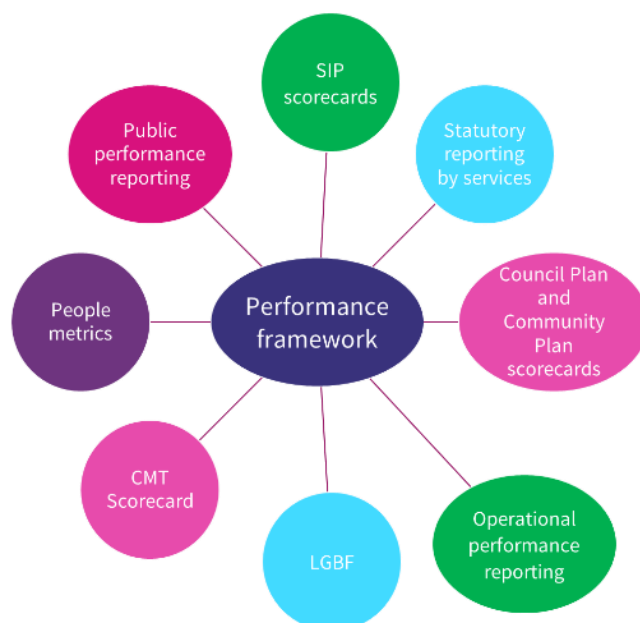 SIP
scorecards
Public
performance
reporting
Statutory
reporting
by services
Performance
framework
Council Plan
and
Community
Plan
scorecards
People
metrics
CMT
Scorecard
LGBF
Operational
performance
reporting